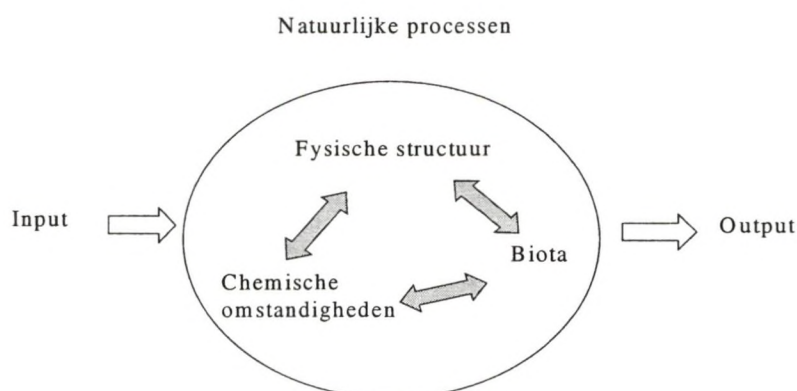 Natuurlijke processen
Fysische structuur
Input
Output
Biota
Chemische
omstandigheden